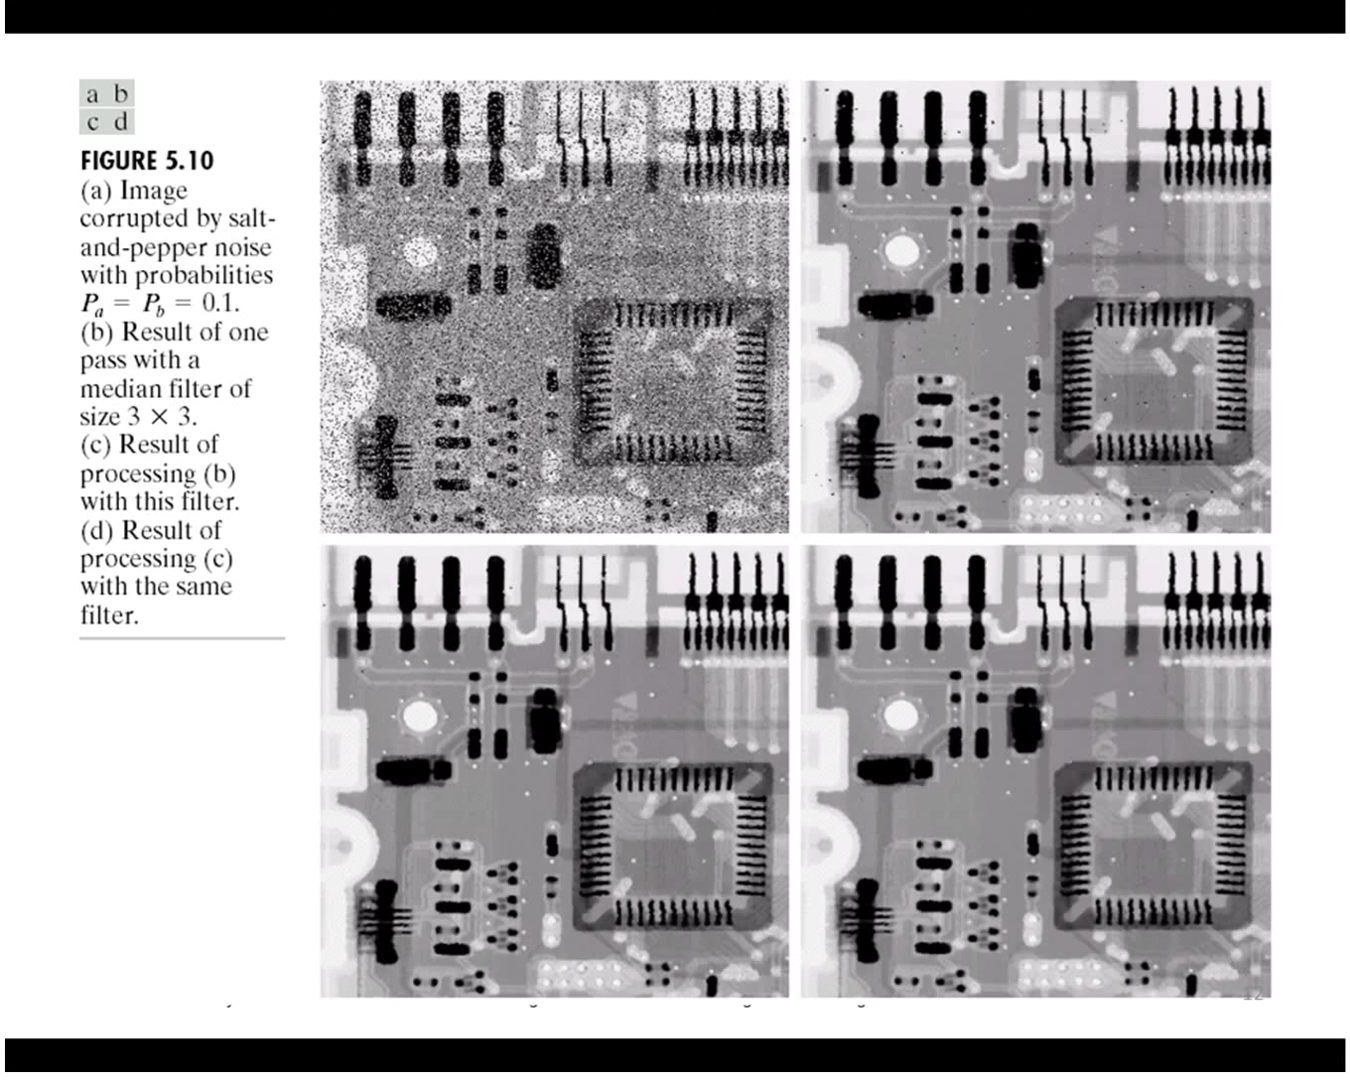 a b
c d
FIGURE 5.10
(a) Image
corrupted by salt-
and-pepper noise
with probabilities
Pₐ = P_b = 0.1.
(b) Result of one
pass with a
median filter of
size 3 × 3.
(c) Result of
processing (b)
with this filter.
(d) Result of
processing (c)
with the same
filter.
12